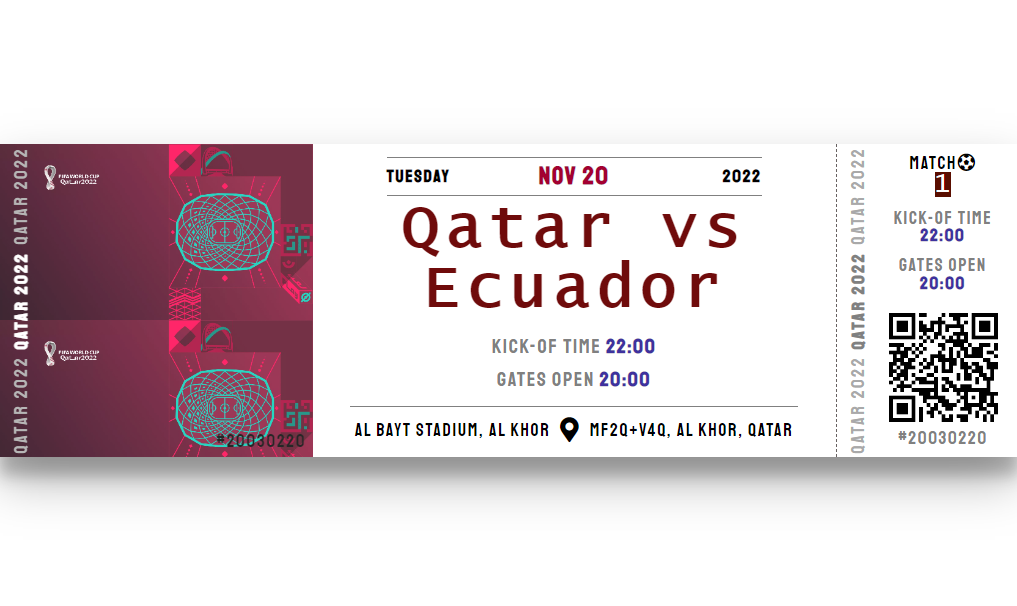 QATAR 2022 QATAR 2022 QATAR 2022
FIFA WORLD CUP
Qatar2022
FIFA WORLD CUP
Qatar2022
#20030220
TUESDAY NOV 20 2022
Qatar vs
Ecuador
KICK-OF TIME 22:00
GATES OPEN 20:00
AL BAYT STADIUM, AL KHOR MF2Q+V4Q, AL KHOR, QATAR
QATAR 2022 QATAR 2022 QATAR 2022
MATCH
1
KICK-OF TIME
22:00
GATES OPEN
20:00
#20030220